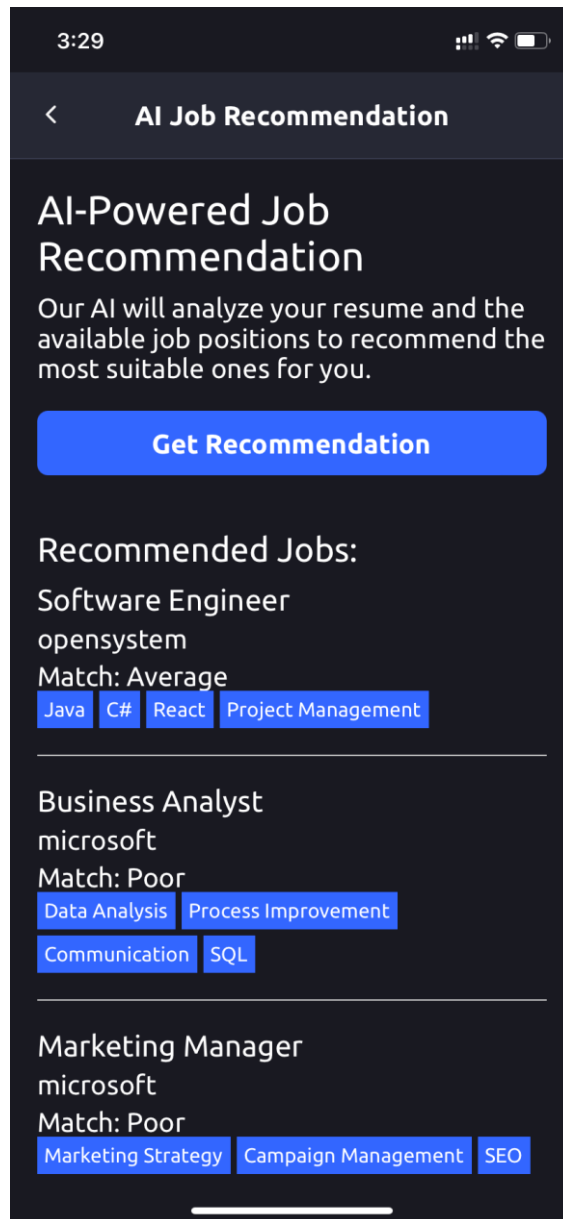 3:29
AI Job Recommendation
AI-Powered Job
Recommendation
Our AI will analyze your resume and the
available job positions to recommend the
most suitable ones for you.
Get Recommendation
Recommended Jobs:
Software Engineer
opensystem
Match: Average
Java C# React Project Management
Business Analyst
microsoft
Match: Poor
Data Analysis Process Improvement
Communication SQL
Marketing Manager
microsoft
Match: Poor
Marketing Strategy Campaign Management SEO